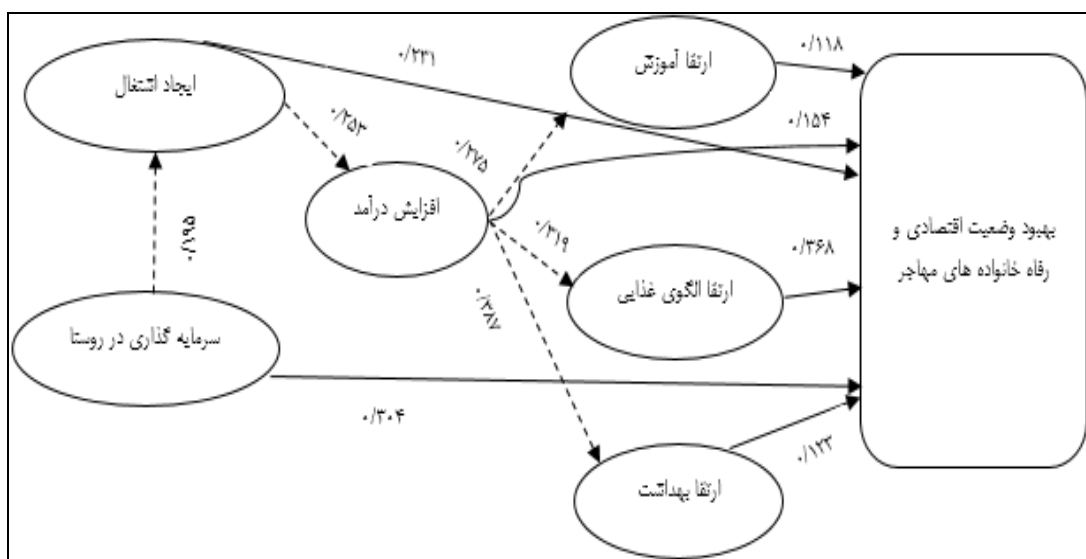 ارتقا آموزش
۰/۱۱۸
۰/۲۳۱
ایجاد اشتغال
۰/۱۵۴
۰/۲۵۳
۰/۲۷۵
افزایش درآمد
۰/۱۹۵
۰/۳۱۹
بهبود وضعیت اقتصادی و
رفاه خانواده های مهاجر
۰/۳۶۸
ارتقا الگوی غذایی
۰/۳۸۷
سرمایه گذاری در روستا
۰/۳۰۴
۰/۱۲۳
ارتقا بهداشت